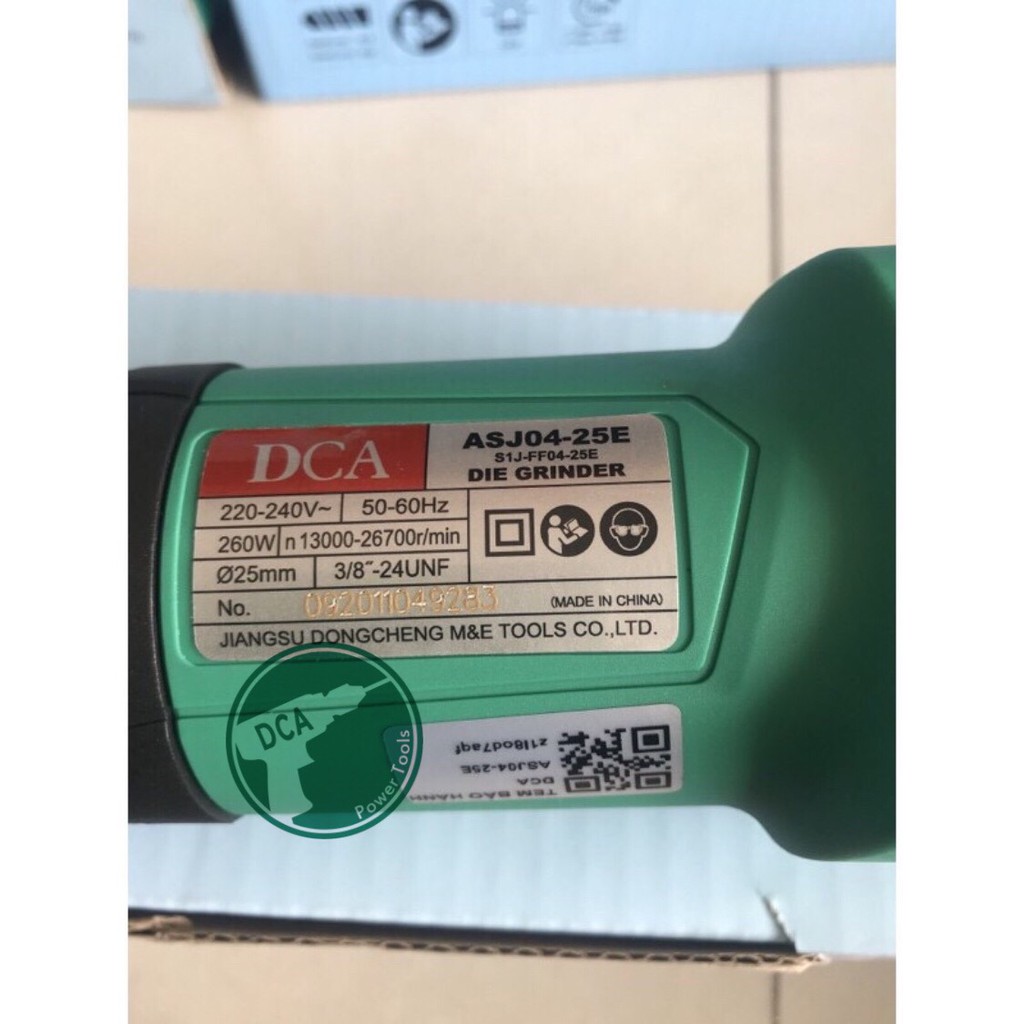 DCA
ASJ04-25E
S1J-FF04-25E
DIE GRINDER
220-240V~ 50-60Hz
260W n 13000-26700r/min
Ø25mm 3/8″-24UNF
No. 092011049283 (MADE IN CHINA)
JIANGSU DONGCHENG M&E TOOLS CO.,LTD.
DCA
Power Tools
TEM BẢO HÀNH
DCA
ASJ04-25E
z1l8od7aqf